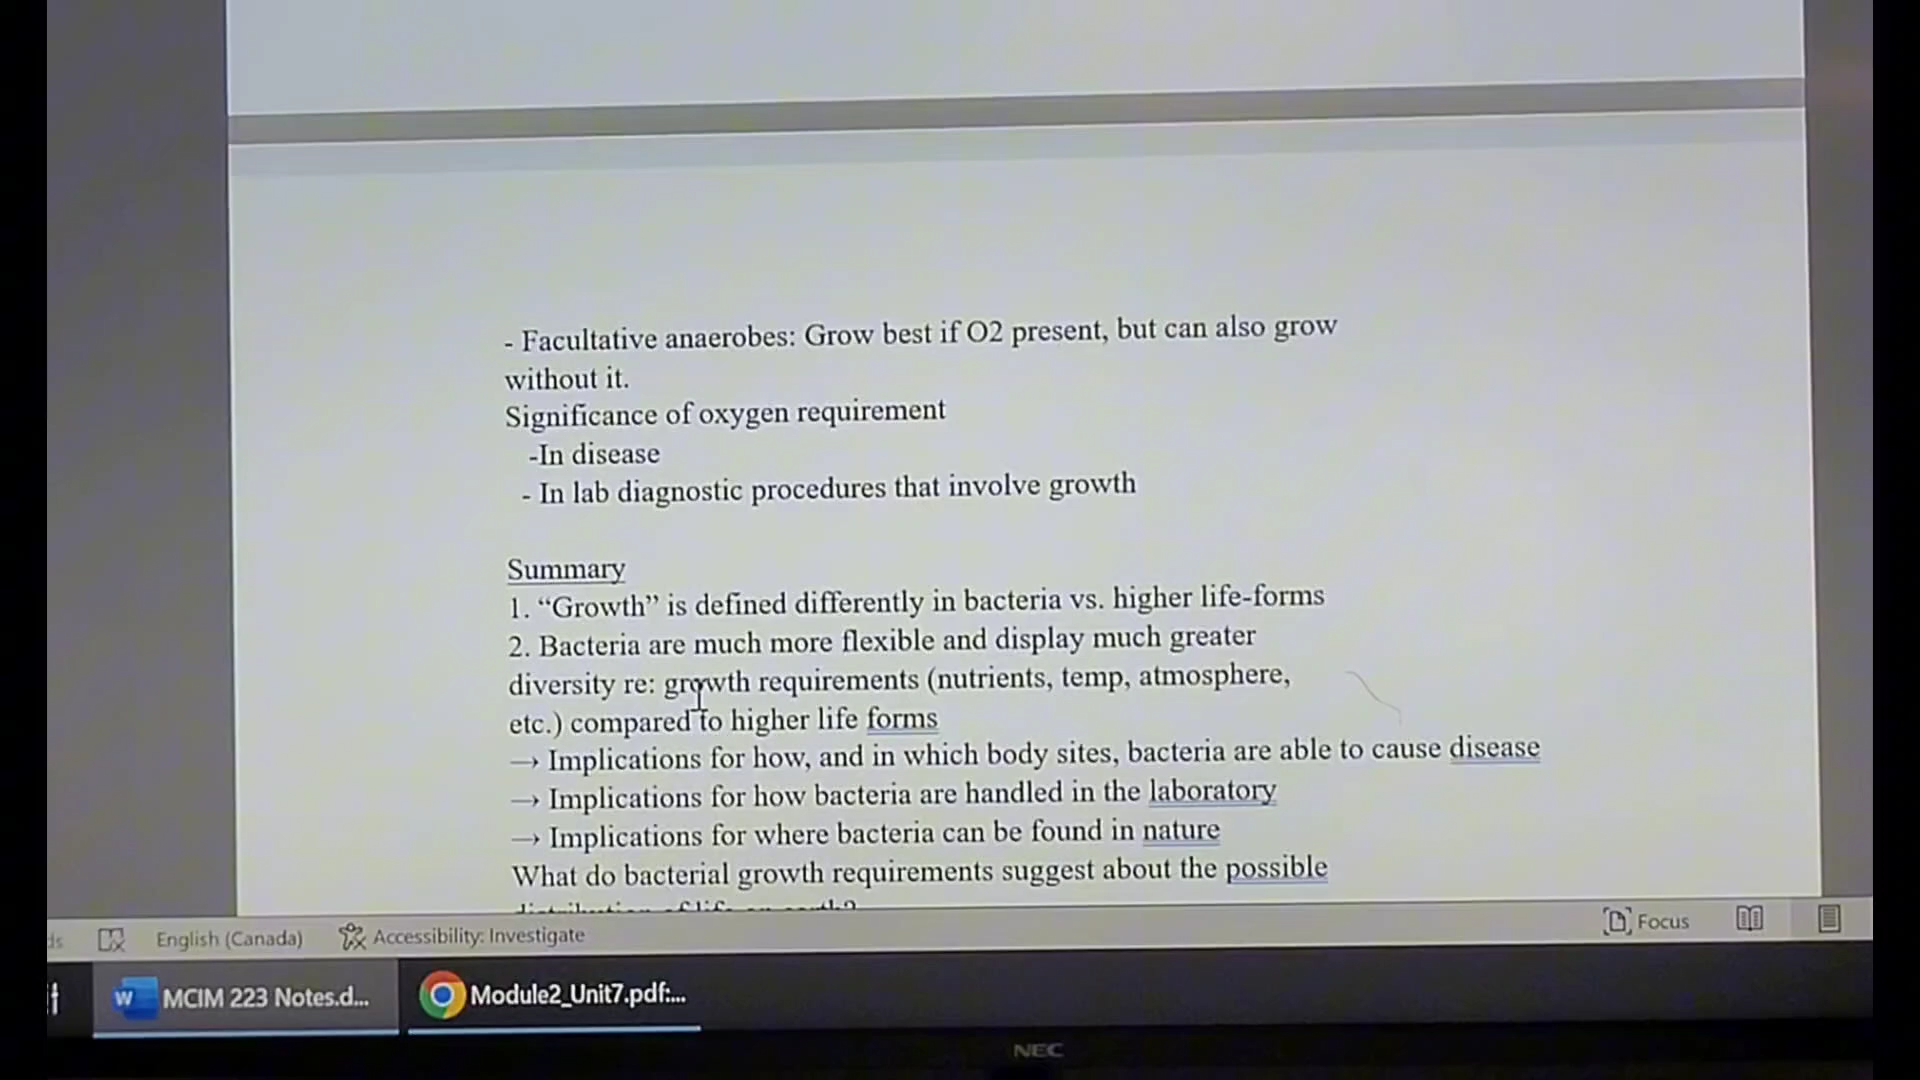 - Facultative anaerobes: Grow best if O2 present, but can also grow
without it.
Significance of oxygen requirement
-In disease
- In lab diagnostic procedures that involve growth
Summary
1. “Growth” is defined differently in bacteria vs. higher life-forms
2. Bacteria are much more flexible and display much greater
diversity re: growth requirements (nutrients, temp, atmosphere,
etc.) compared to higher life forms
→ Implications for how, and in which body sites, bacteria are able to cause disease
→ Implications for how bacteria are handled in the laboratory
→ Implications for where bacteria can be found in nature
What do bacterial growth requirements suggest about the possible
distribution of life on earth?
English (Canada) Accessibility: Investigate Focus
W MCIM 223 Notes.d... Module2_Unit7.pdf:...
NEC